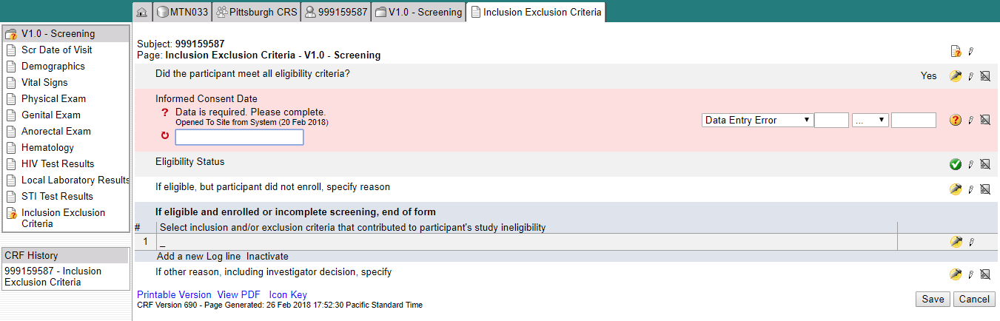 MTN033 Pittsburgh CRS 999159587 V1.0 - Screening Inclusion Exclusion Criteria
V1.0 - Screening
Scr Date of Visit
Demographics
Vital Signs
Physical Exam
Genital Exam
Anorectal Exam
Hematology
HIV Test Results
Local Laboratory Results
STI Test Results
Inclusion Exclusion
Criteria
CRF History
999159587 - Inclusion
Exclusion Criteria
Subject: 999159587
Page: Inclusion Exclusion Criteria - V1.0 - Screening
Did the participant meet all eligibility criteria? Yes
Informed Consent Date
? Data is required. Please complete.
Opened To Site from System (20 Feb 2018)
Data Entry Error ...
Eligibility Status
If eligible, but participant did not enroll, specify reason
If eligible and enrolled or incomplete screening, end of form
# Select inclusion and/or exclusion criteria that contributed to participant's study ineligibility
1 _
Add a new Log line Inactivate
If other reason, including investigator decision, specify
Printable Version View PDF Icon Key
CRF Version 690 - Page Generated: 26 Feb 2018 17:52:30 Pacific Standard Time
Save Cancel